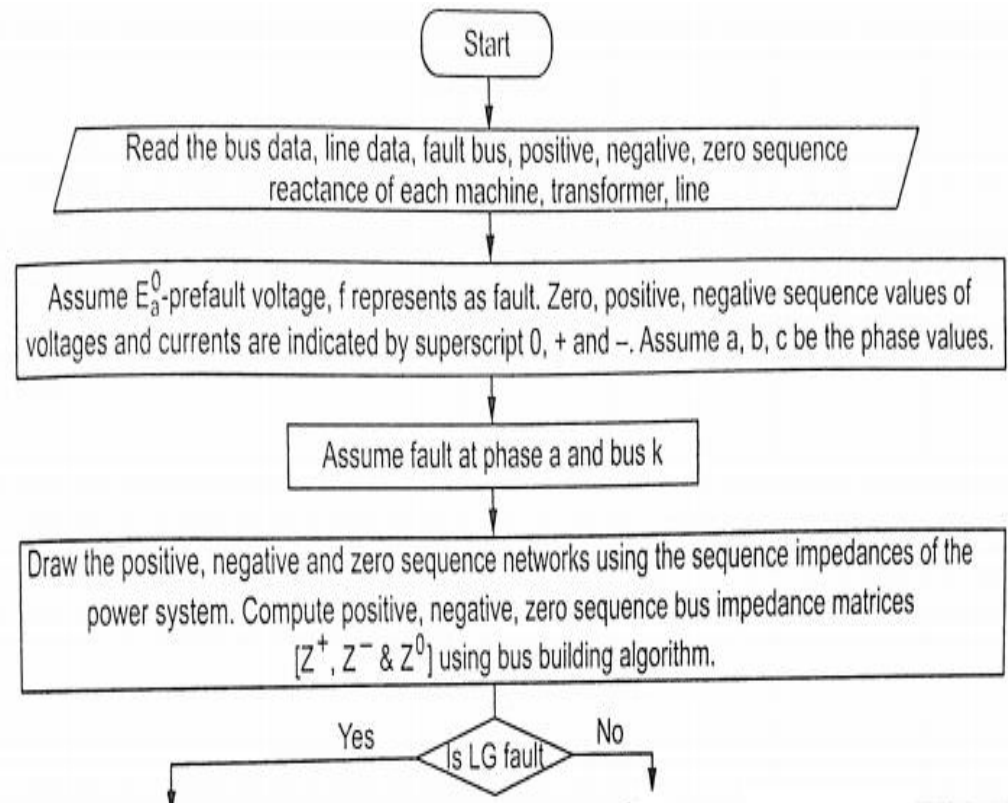 Start
Read the bus data, line data, fault bus, positive, negative, zero sequence
reactance of each machine, transformer, line
Assume E⁰ₐ-prefault voltage, f represents as fault. Zero, positive, negative sequence values of
voltages and currents are indicated by superscript 0, + and –. Assume a, b, c be the phase values.
Assume fault at phase a and bus k
Draw the positive, negative and zero sequence networks using the sequence impedances of the
power system. Compute positive, negative, zero sequence bus impedance matrices
[Z⁺, Z⁻ & Z⁰] using bus building algorithm.
Yes
Is LG fault
No